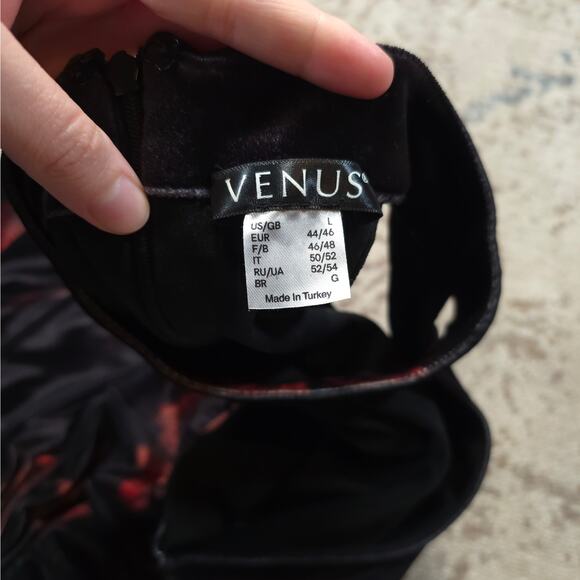 VENUS®
US/GB L
EUR 44/46
F/B 46/48
IT 50/52
RU/UA 52/54
BR G
Made In Turkey